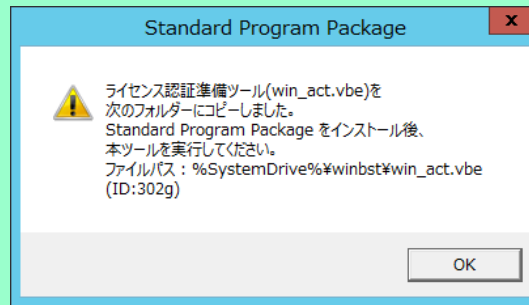 Standard Program Package
x
ライセンス認証準備ツール(win_act.vbe)を
次のフォルダーにコピーしました。
Standard Program Package をインストール後、
本ツールを実行してください。
ファイルパス : %SystemDrive%¥winbst¥win_act.vbe
(ID:302g)
OK